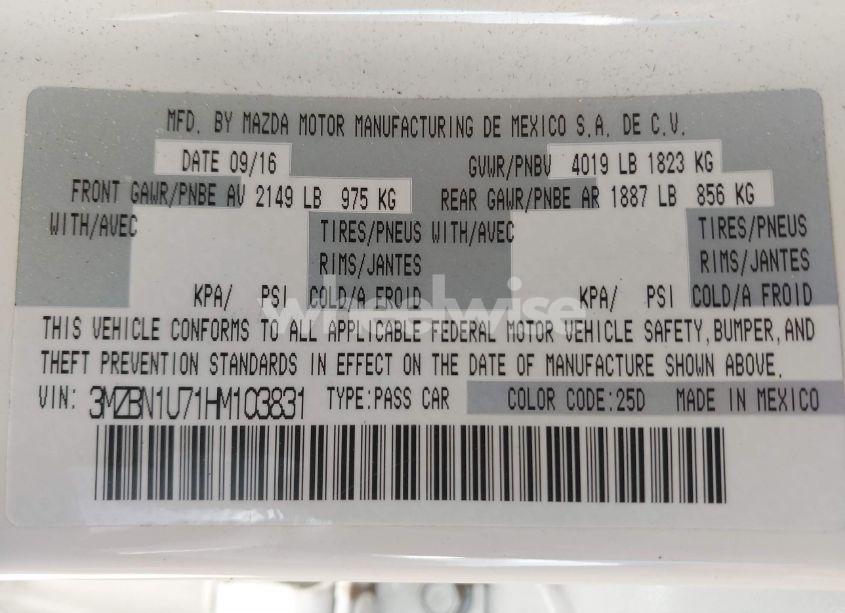 MFD. BY MAZDA MOTOR MANUFACTURING DE MEXICO S.A. DE C.V.
DATE 09/16 GVWR/PNBV 4019 LB 1823 KG
FRONT GAWR/PNBE AV 2149 LB 975 KG REAR GAWR/PNBE AR 1887 LB 856 KG
WITH/AVEC TIRES/PNEUS WITH/AVEC TIRES/PNEUS
RIMS/JANTES RIMS/JANTES
KPA/ PSI COLD/A FROID KPA/ PSI COLD/A FROID
wheelwise
THIS VEHICLE CONFORMS TO ALL APPLICABLE FEDERAL MOTOR VEHICLE SAFETY, BUMPER, AND
THEFT PREVENTION STANDARDS IN EFFECT ON THE DATE OF MANUFACTURE SHOWN ABOVE.
VIN: 3MZBN1U71HM103831 TYPE:PASS CAR COLOR CODE:25D MADE IN MEXICO